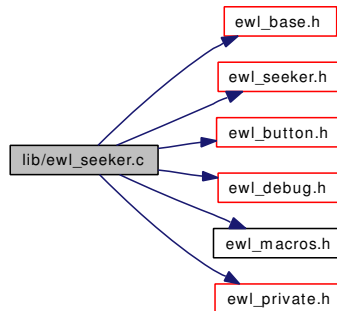 ewl_base.h
ewl_seeker.h
lib/ewl_seeker.c
ewl_button.h
ewl_debug.h
ewl_macros.h
ewl_private.h